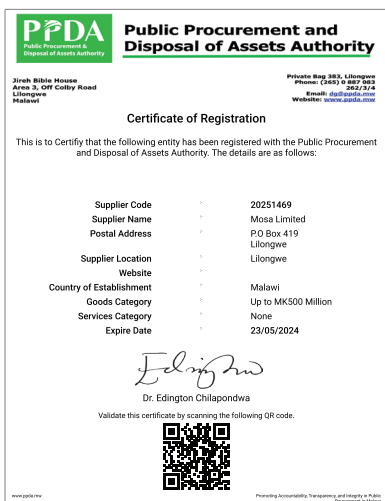 PPDA
Public Procurement &
Disposal of Assets Authority
Public Procurement and
Disposal of Assets Authority
Jireh Bible House
Area 3, Off Colby Road
Lilongwe
Malawi
Private Bag 383, Lilongwe
Phone: (265) 0 887 083
262/3/4
Email: dg@ppda.mw
Website: www.ppda.mw
Certificate of Registration
This is to Certifiy that the following entity has been registered with the Public Procurement
and Disposal of Assets Authority. The details are as follows:
Supplier Code : 20251469
Supplier Name : Mosa Limited
Postal Address : P.O Box 419
Lilongwe
Supplier Location : Lilongwe
Website :
Country of Establishment : Malawi
Goods Category : Up to MK500 Million
Services Category : None
Expire Date : 23/05/2024
Dr. Edington Chilapondwa
Validate this certificate by scanning the following QR code.
www.ppda.mw
Promoting Accountability, Transparency, and Integrity in Public